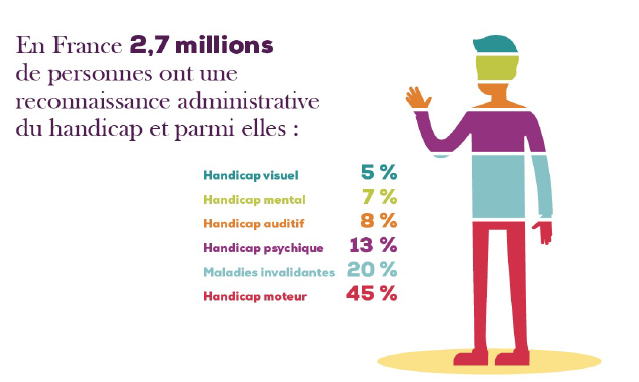 En France 2,7 millions
de personnes ont une
reconnaissance administrative
du handicap et parmi elles :
Handicap visuel 5 %
Handicap mental 7 %
Handicap auditif 8 %
Handicap psychique 13 %
Maladies invalidantes 20 %
Handicap moteur 45 %